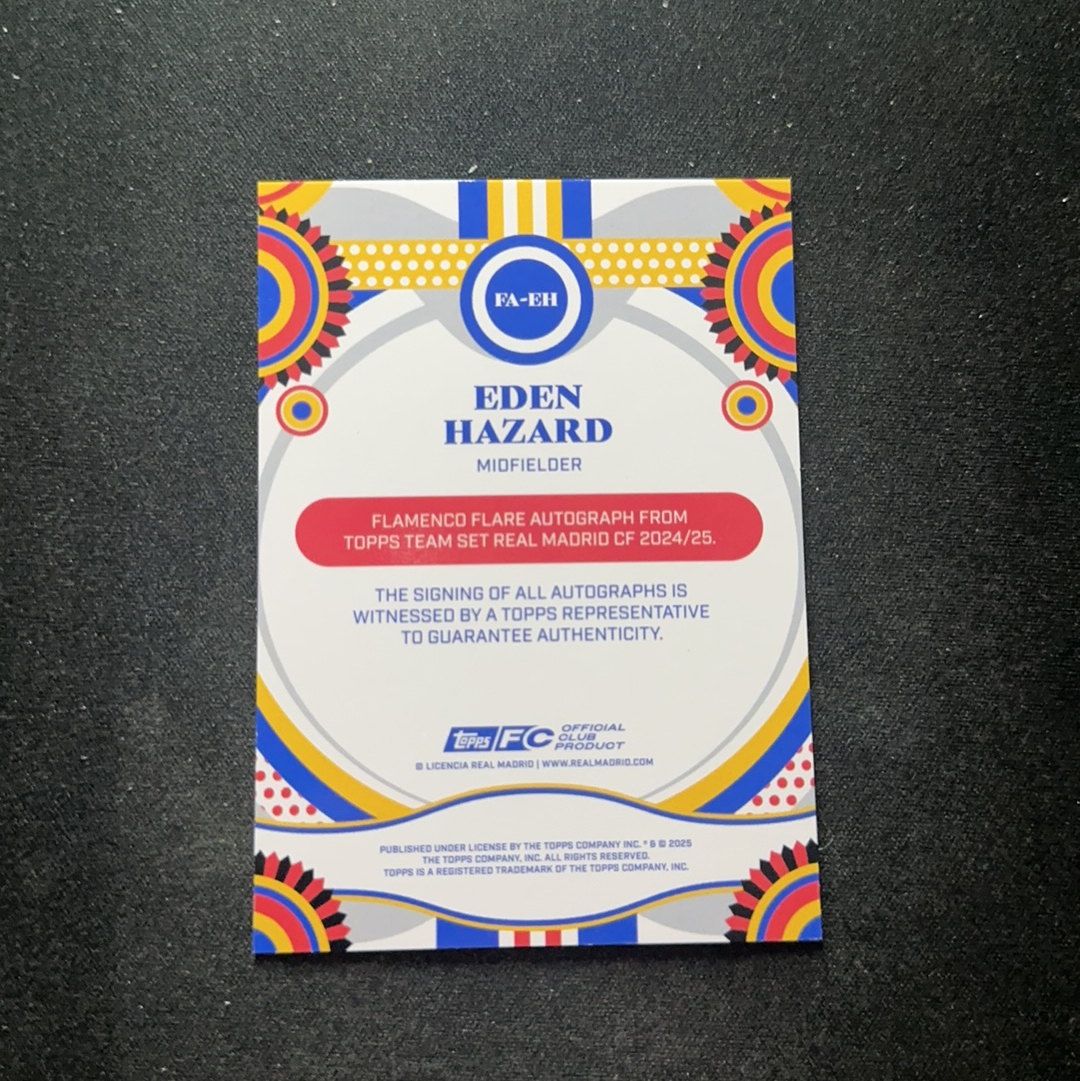 FA-EH
EDEN
HAZARD
MIDFIELDER
FLAMENCO FLARE AUTOGRAPH FROM
TOPPS TEAM SET REAL MADRID CF 2024/25.
THE SIGNING OF ALL AUTOGRAPHS IS
WITNESSED BY A TOPPS REPRESENTATIVE
TO GUARANTEE AUTHENTICITY.
Topps FC OFFICIAL
CLUB
PRODUCT
© LICENCIA REAL MADRID | WWW.REALMADRID.COM
PUBLISHED UNDER LICENSE BY THE TOPPS COMPANY INC. ® & © 2025
THE TOPPS COMPANY, INC. ALL RIGHTS RESERVED.
TOPPS IS A REGISTERED TRADEMARK OF THE TOPPS COMPANY, INC.